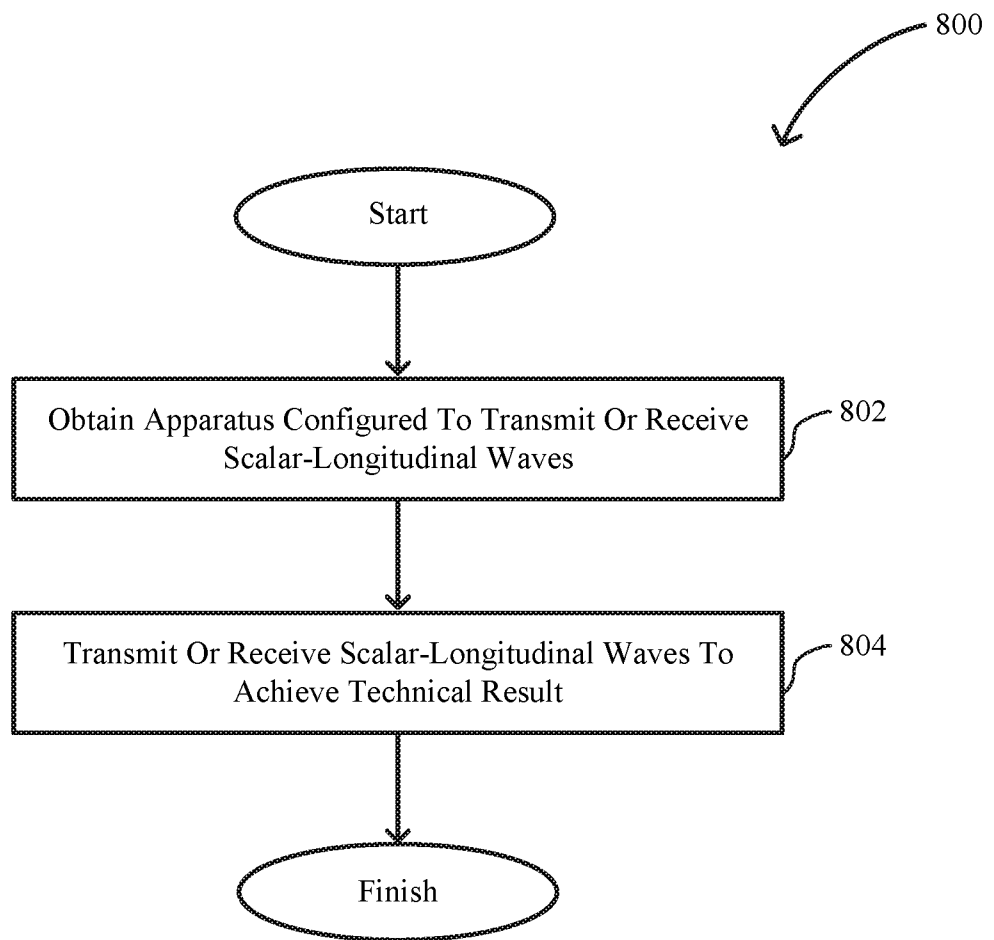 800
Start
Obtain Apparatus Configured To Transmit Or Receive
Scalar-Longitudinal Waves
802
Transmit Or Receive Scalar-Longitudinal Waves To
Achieve Technical Result
804
Finish